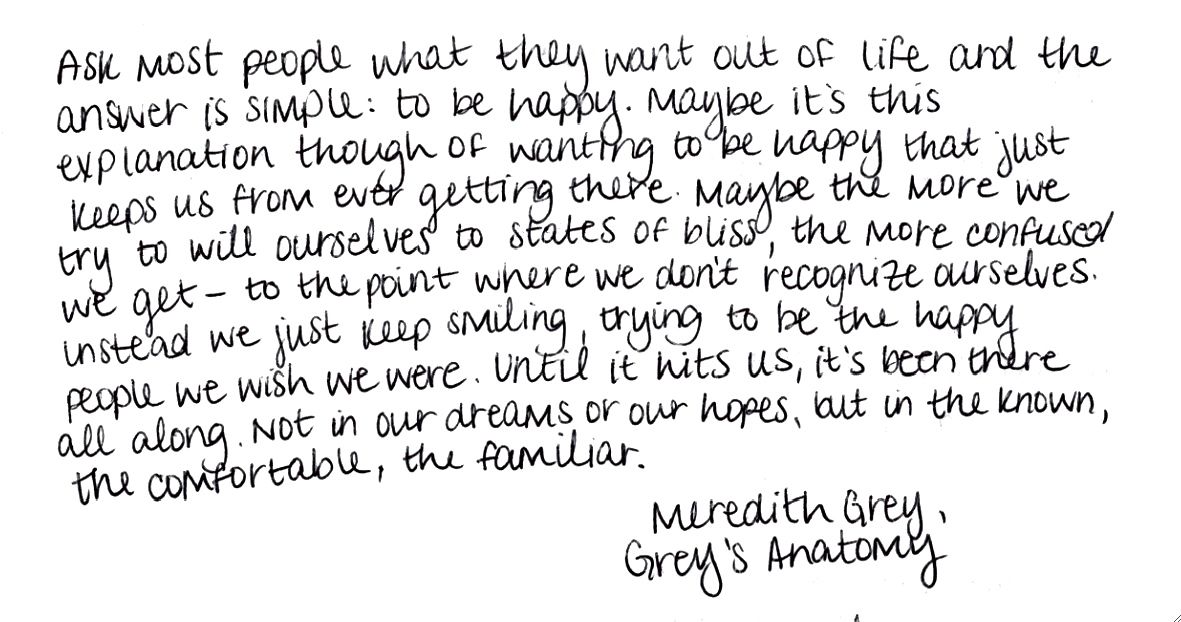 Ask most people what they want out of life and the
answer is simple: to be happy. Maybe it's this
explanation though of wanting to be happy that just
keeps us from ever getting there. Maybe the more we
try to will ourselves to states of bliss, the more confused
we get – to the point where we don't recognize ourselves.
instead we just keep smiling, trying to be the happy
people we wish we were. Until it hits us, it's been there
all along. Not in our dreams or our hopes, but in the known,
the comfortable, the familiar.
Meredith Grey,
Grey's Anatomy